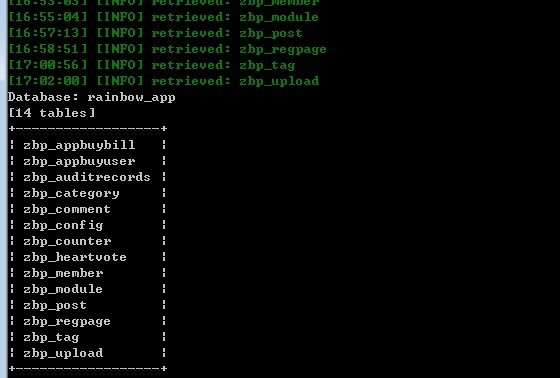 [16:53:03] [INFO] retrieved: zbp_member
[16:55:04] [INFO] retrieved: zbp_module
[16:57:13] [INFO] retrieved: zbp_post
[16:58:51] [INFO] retrieved: zbp_regpage
[17:00:56] [INFO] retrieved: zbp_tag
[17:02:00] [INFO] retrieved: zbp_upload
Database: rainbow_app
[14 tables]
+------------------+
| zbp_appbuybill   |
| zbp_appbuyuser   |
| zbp_auditrecords |
| zbp_category     |
| zbp_comment      |
| zbp_config       |
| zbp_counter      |
| zbp_heartvote    |
| zbp_member       |
| zbp_module       |
| zbp_post         |
| zbp_regpage      |
| zbp_tag          |
| zbp_upload       |
+------------------+